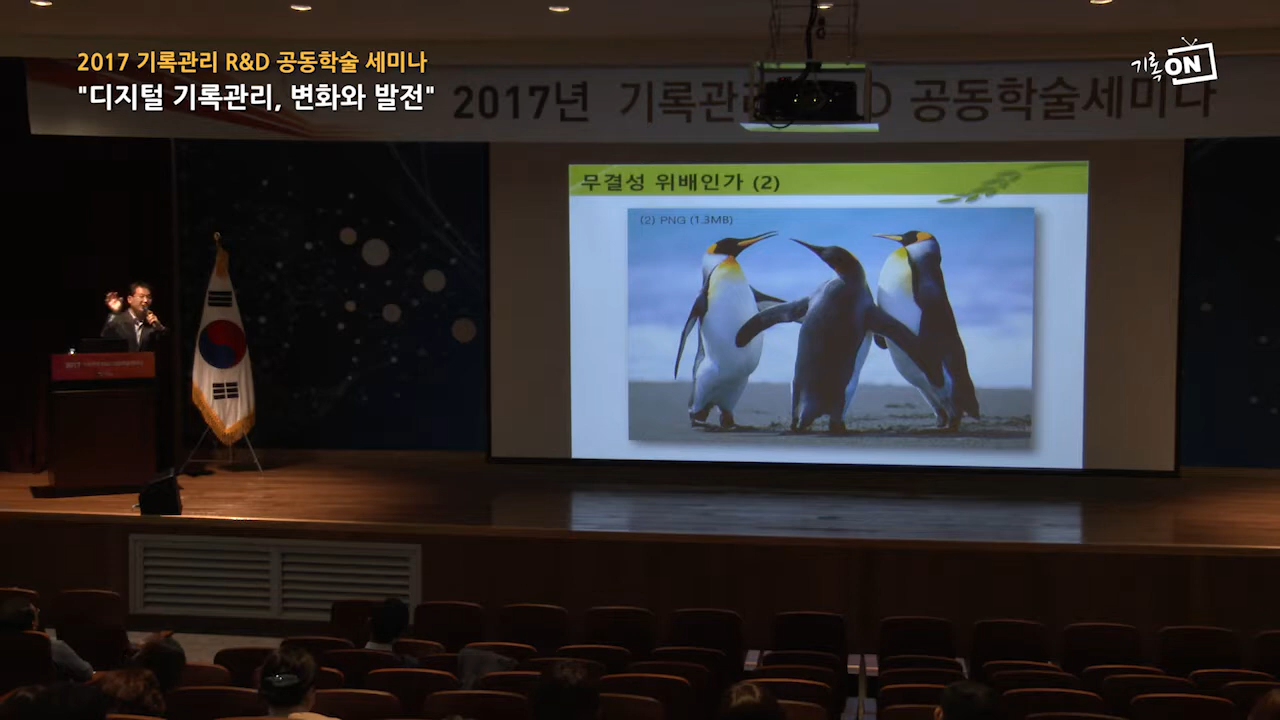 2017 기록관리 R&D 공동학술 세미나
"디지털 기록관리, 변화와 발전"
기록ON
2017년 기록관리 D 공동학술세미나
무결성 위배인가 (2)
(2) PNG (1.3MB)
2017